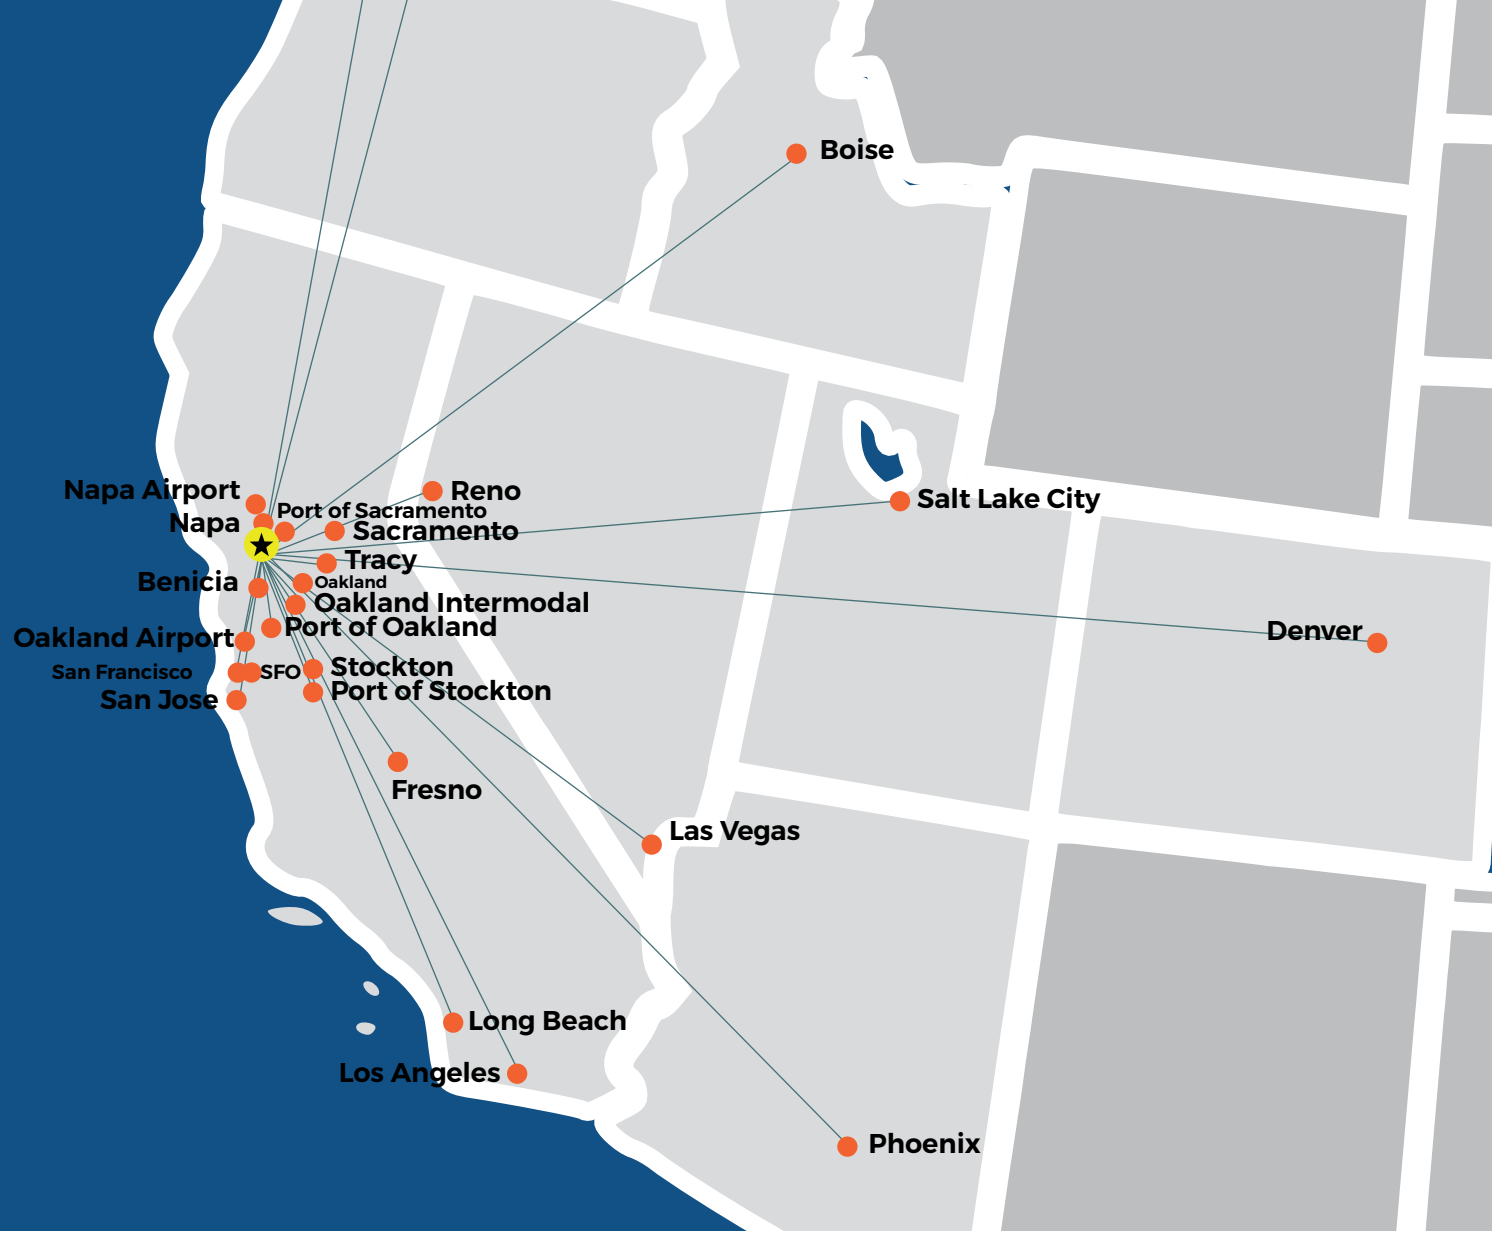 Boise
Napa Airport
Reno
Salt Lake City
Port of Sacramento
Napa
Sacramento
Tracy
Benicia
Oakland
Oakland Intermodal
Port of Oakland
Denver
Oakland Airport
San Francisco
SFO
Stockton
Port of Stockton
San Jose
Fresno
Las Vegas
Long Beach
Los Angeles
Phoenix